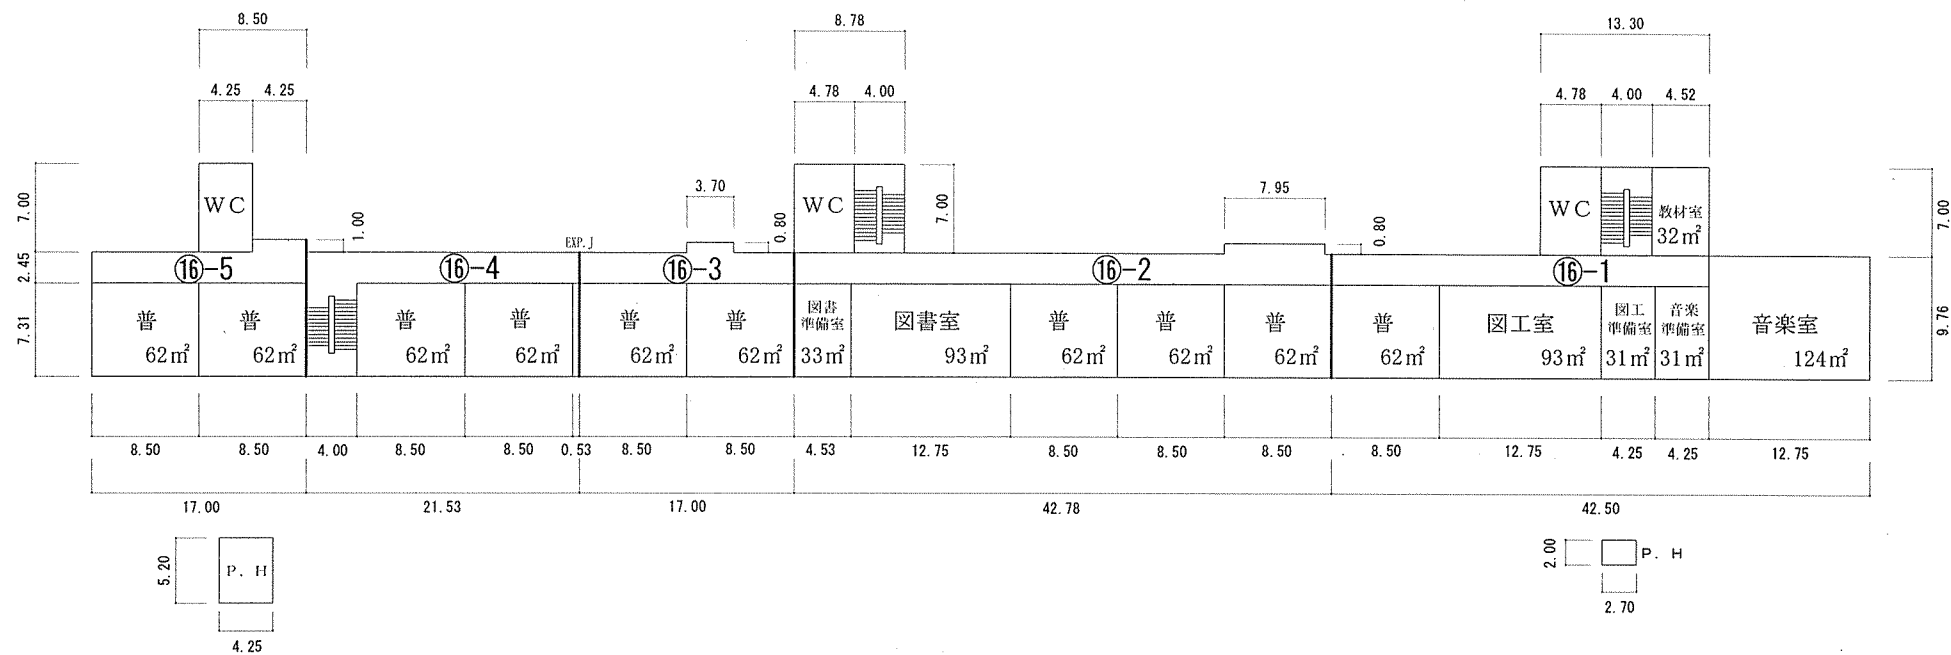 8.50
8.78
13.30
4.25 4.25
4.78 4.00
4.78 4.00 4.52
7.00
WC
1.00
3.70
0.80
WC
7.00
7.95
0.80
WC
教材室
32㎡
7.00
EXP.J
2.45
⑯-5
⑯-4
⑯-3
⑯-2
⑯-1
7.31
普
62㎡
普
62㎡
普
62㎡
普
62㎡
普
62㎡
普
62㎡
図書
準備室
33㎡
図書室
93㎡
普
62㎡
普
62㎡
普
62㎡
普
62㎡
図工室
93㎡
図工
準備室
31㎡
音楽
準備室
31㎡
音楽室
124㎡
9.76
8.50 8.50 4.00 8.50 8.50 0.53 8.50 8.50 4.53 12.75 8.50 8.50 8.50 8.50 12.75 4.25 4.25 12.75
17.00 21.53 17.00 42.78 42.50
5.20
P.H
4.25
2.00
P.H
2.70